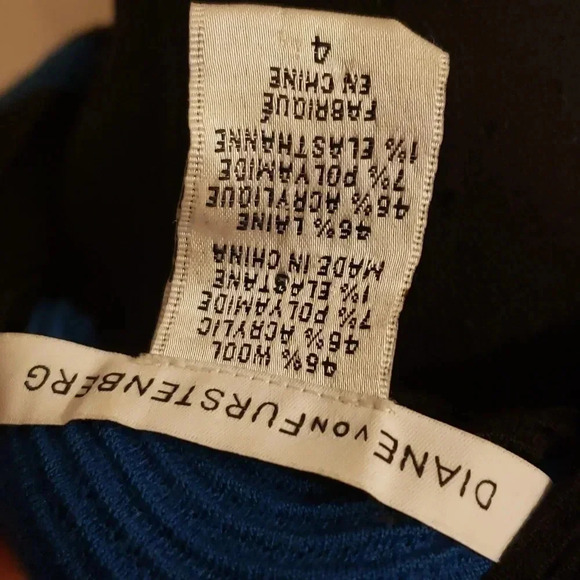 DIANE VON FURSTENBERG
46% WOOL
46% ACRYLIC
7% POLYAMIDE
1% ELASTANE
MADE IN CHINA
46% LAINE
46% ACRYLIQUE
7% POLYAMIDE
1% ELASTHANNE
FABRIQUÉ
EN CHINE
4